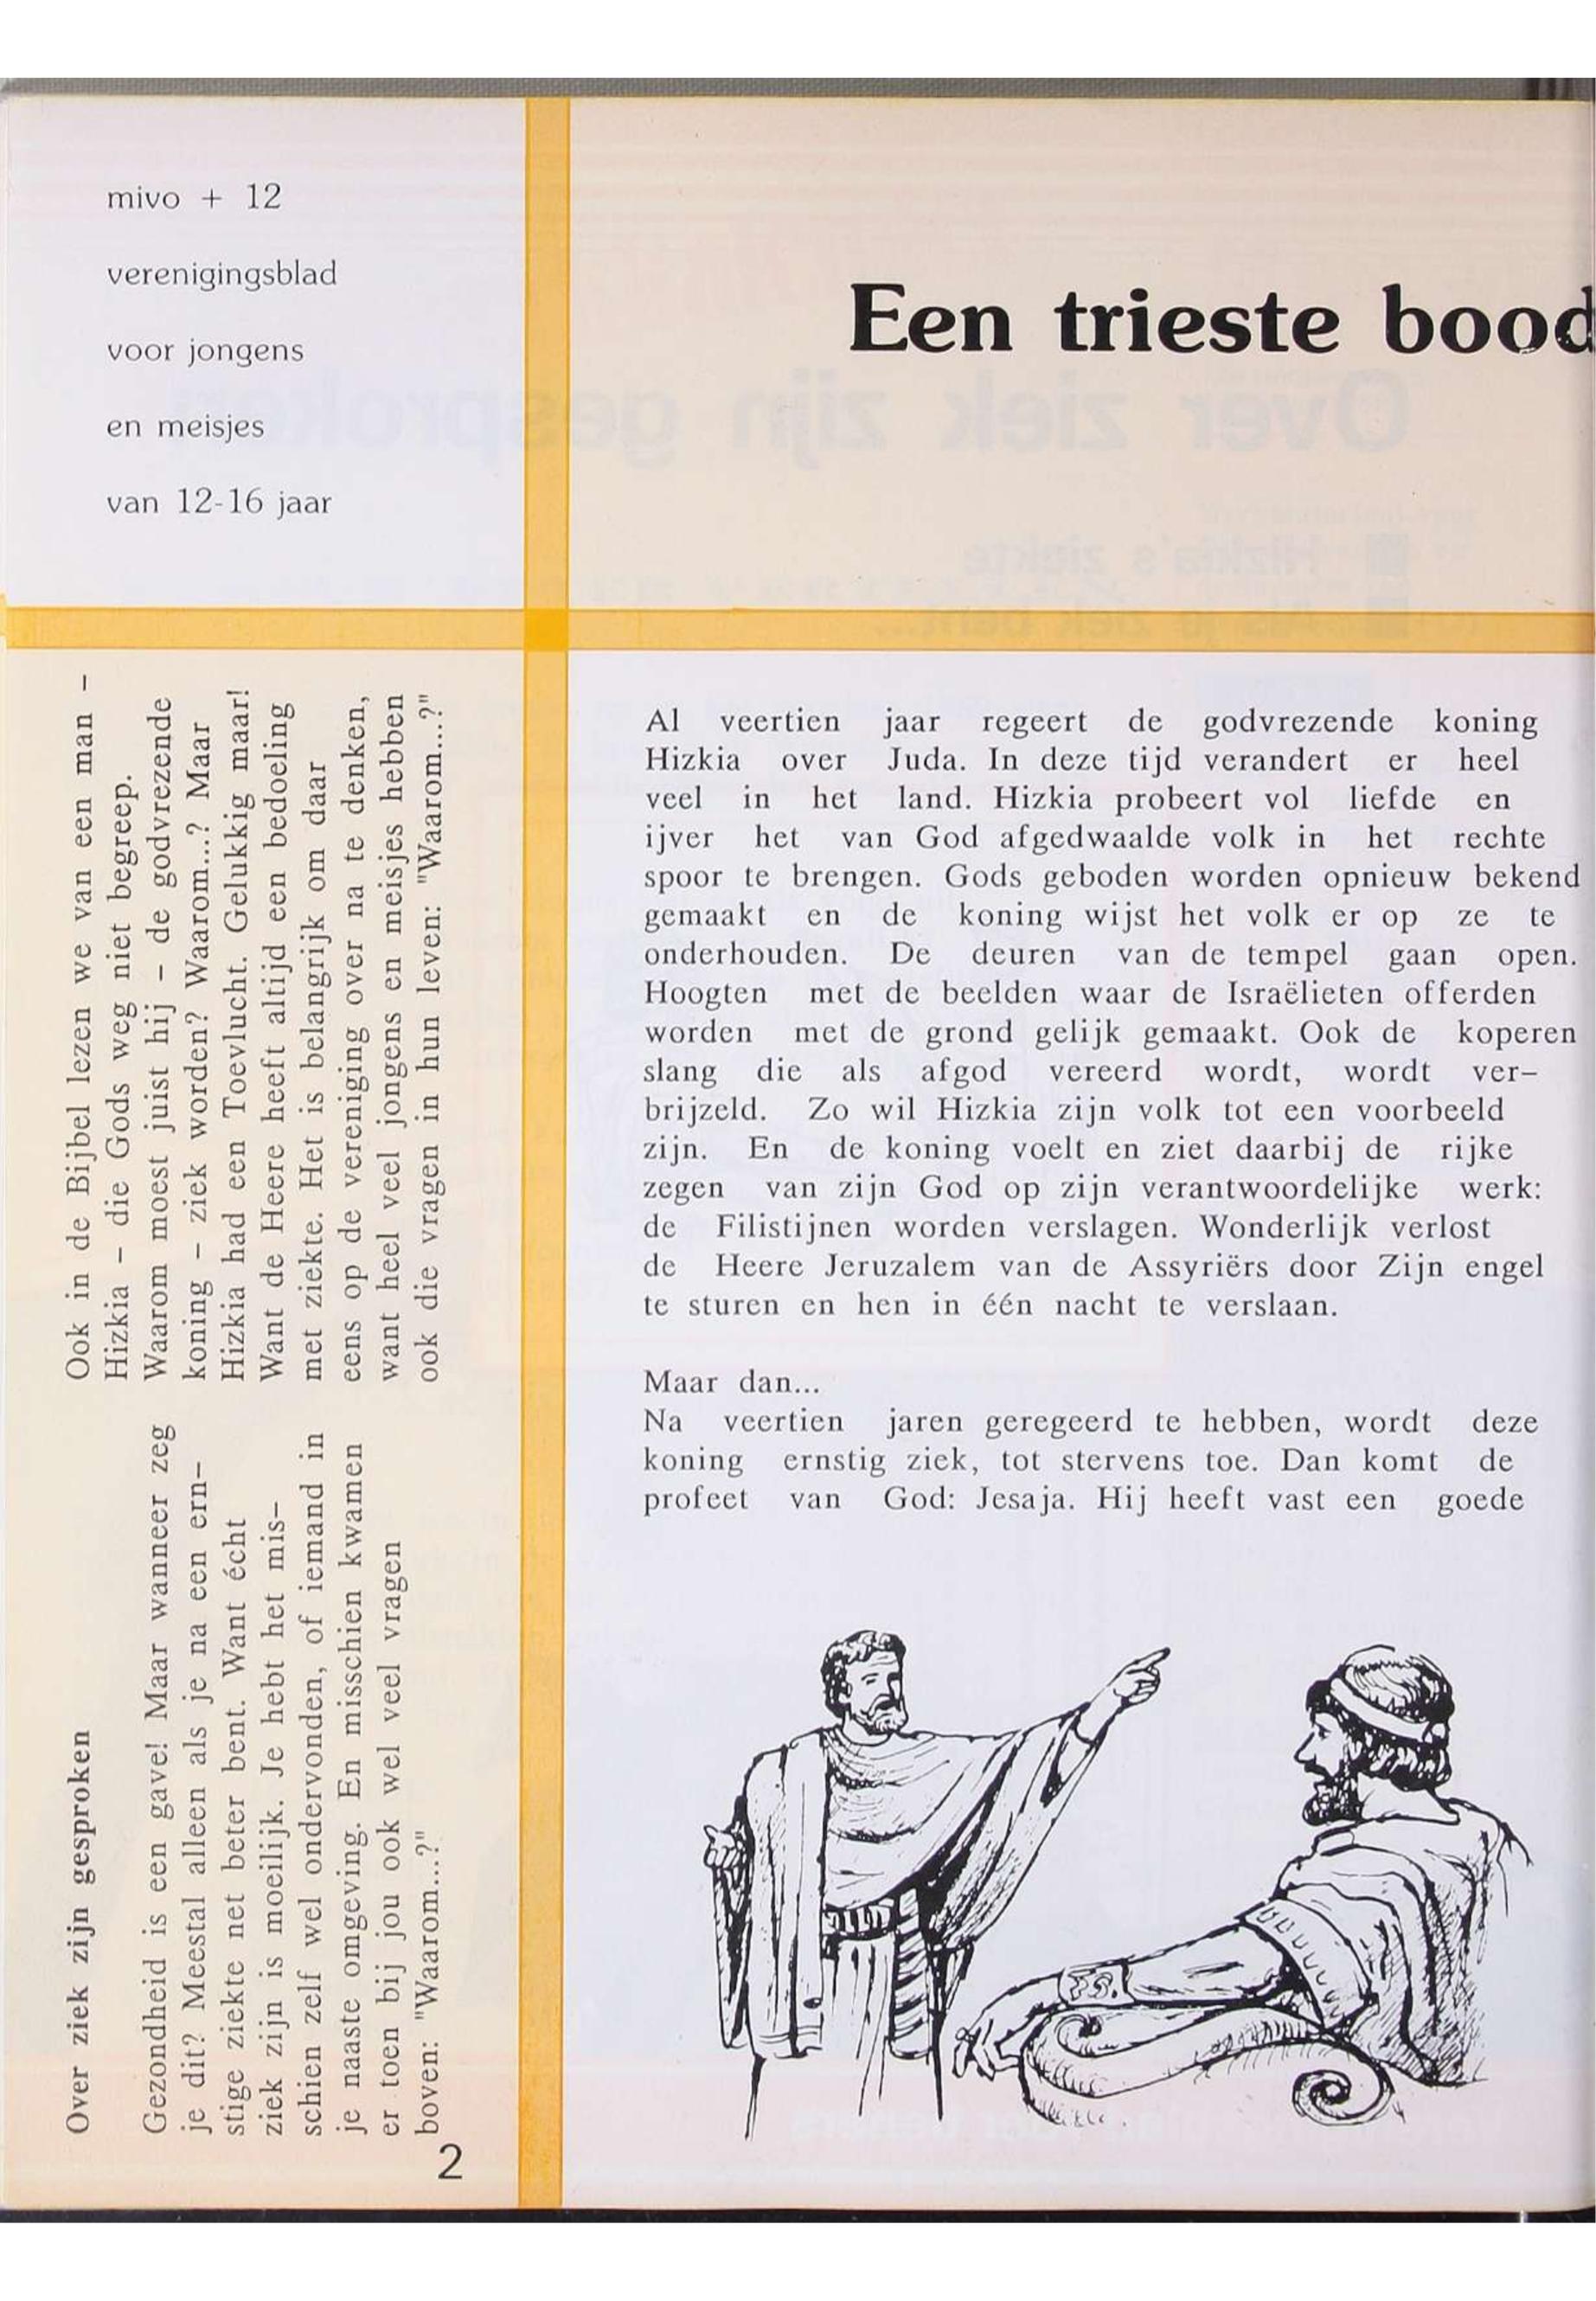 mivo + 12
verenigingsblad
voor jongens
en meisjes
van 12-16 jaar
Een trieste bood
Over ziek zijn gesproken
Gezondheid is een gave! Maar wanneer zeg
je dit? Meestal alleen als je na een ern-
stige ziekte net beter bent. Want écht
ziek zijn is moeilijk. Je hebt het mis-
schien zelf wel ondervonden, of iemand in
je naaste omgeving. En misschien kwamen
er toen bij jou ook wel veel vragen
boven: "Waarom...?"
Ook in de Bijbel lezen we van een man -
Hizkia - die Gods weg niet begreep.
Waarom moest juist hij - de godvrezende
koning - ziek worden? Waarom...? Maar
Hizkia had een Toevlucht. Gelukkig maar!
Want de Heere heeft altijd een bedoeling
met ziekte. Het is belangrijk om daar
eens op de vereniging over na te denken,
want heel veel jongens en meisjes hebben
ook die vragen in hun leven: "Waarom...?"
Al veertien jaar regeert de godvrezende koning
Hizkia over Juda. In deze tijd verandert er heel
veel in het land. Hizkia probeert vol liefde en
ijver het van God afgedwaalde volk in het rechte
spoor te brengen. Gods geboden worden opnieuw bekend
gemaakt en de koning wijst het volk er op ze te
onderhouden. De deuren van de tempel gaan open.
Hoogten met de beelden waar de Israëlieten offerden
worden met de grond gelijk gemaakt. Ook de koperen
slang die als afgod vereerd wordt, wordt ver-
brijzeld. Zo wil Hizkia zijn volk tot een voorbeeld
zijn. En de koning voelt en ziet daarbij de rijke
zegen van zijn God op zijn verantwoordelijke werk:
de Filistijnen worden verslagen. Wonderlijk verlost
de Heere Jeruzalem van de Assyriërs door Zijn engel
te sturen en hen in één nacht te verslaan.
Maar dan...
Na veertien jaren geregeerd te hebben, wordt deze
koning ernstig ziek, tot stervens toe. Dan komt de
profeet van God: Jesaja. Hij heeft vast een goede
2